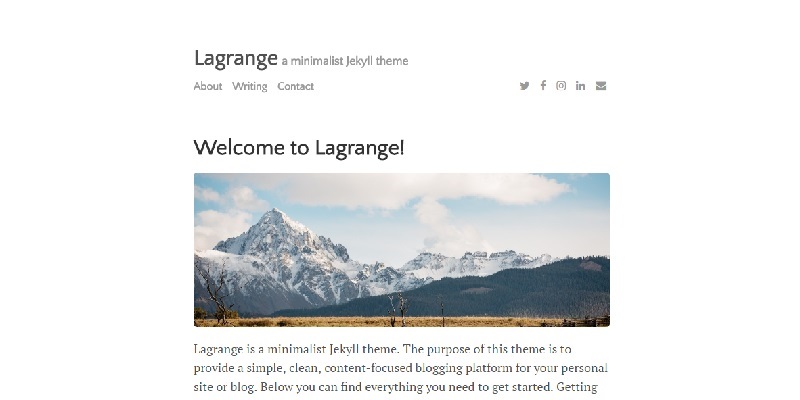 Lagrange a minimalist Jekyll theme
About Writing Contact
Welcome to Lagrange!
Lagrange is a minimalist Jekyll theme. The purpose of this theme is to
provide a simple, clean, content-focused blogging platform for your personal
site or blog. Below you can find everything you need to get started. Getting